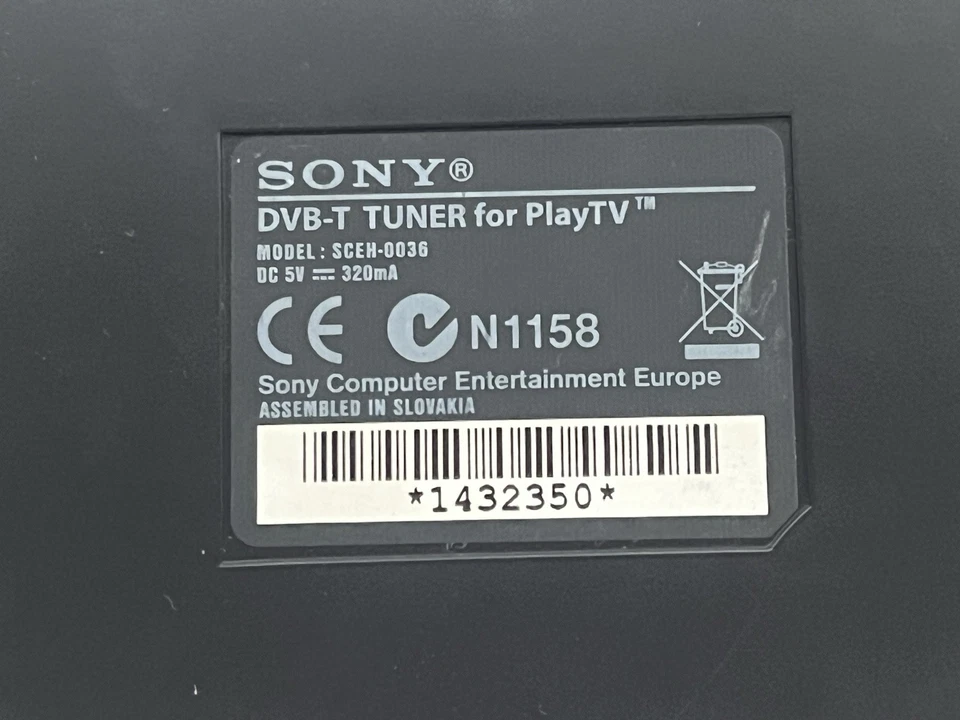 SONY®
DVB-T TUNER for PlayTV™
MODEL : SCEH-0036
DC 5V ⎓ 320mA
CE N1158
Sony Computer Entertainment Europe
ASSEMBLED IN SLOVAKIA
*1432350*